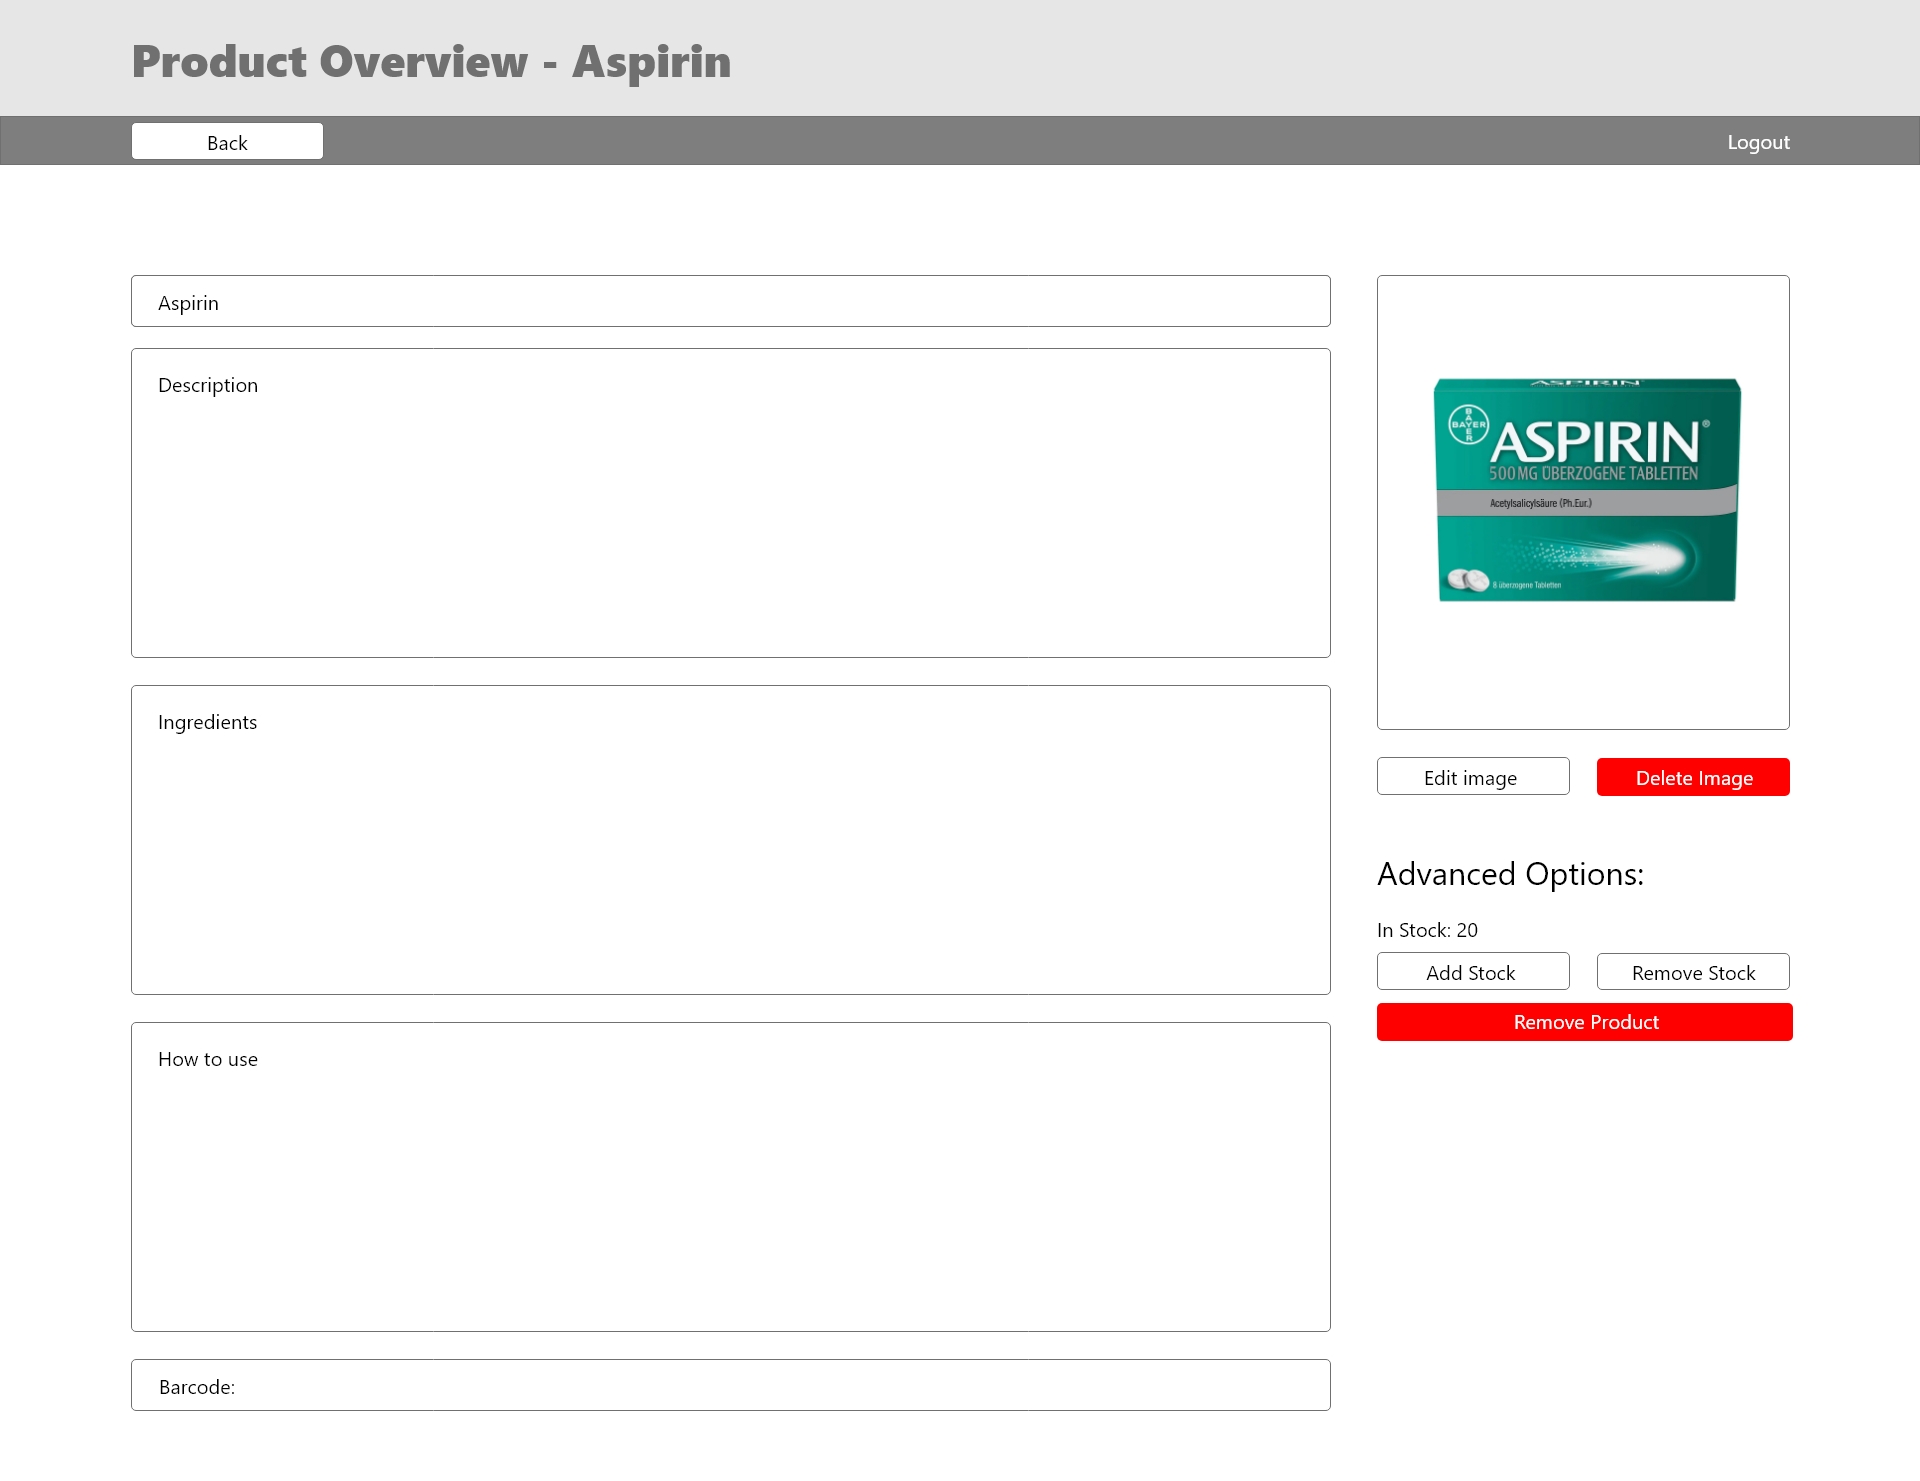 Product Overview - Aspirin
Back
Logout
Aspirin
Description
Ingredients
How to use
Barcode:
ASPIRIN
BAYER
BAYER
ASPIRIN®
500 MG ÜBERZOGENE TABLETTEN
Acetylsalicylsäure (Ph.Eur.)
8 überzogene Tabletten
Edit image
Delete Image
Advanced Options:
In Stock: 20
Add Stock
Remove Stock
Remove Product